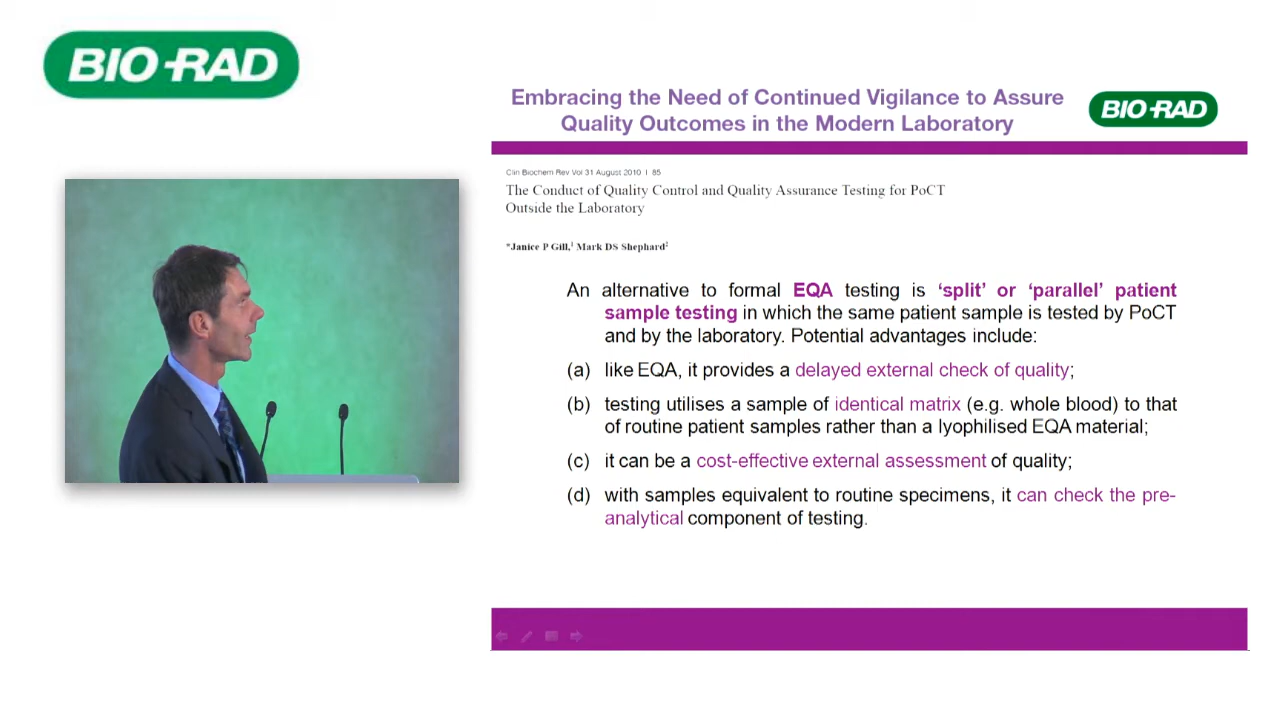 BIO-RAD
Embracing the Need of Continued Vigilance to Assure
Quality Outcomes in the Modern Laboratory
BIO-RAD
Clin Biochem Rev Vol 31 August 2010 I 85
The Conduct of Quality Control and Quality Assurance Testing for PoCT
Outside the Laboratory
*Janice P Gill,¹ Mark DS Shephard²
An alternative to formal EQA testing is ‘split’ or ‘parallel’ patient
sample testing in which the same patient sample is tested by PoCT
and by the laboratory. Potential advantages include:
(a) like EQA, it provides a delayed external check of quality;
(b) testing utilises a sample of identical matrix (e.g. whole blood) to that
of routine patient samples rather than a lyophilised EQA material;
(c) it can be a cost-effective external assessment of quality;
(d) with samples equivalent to routine specimens, it can check the pre-
analytical component of testing.